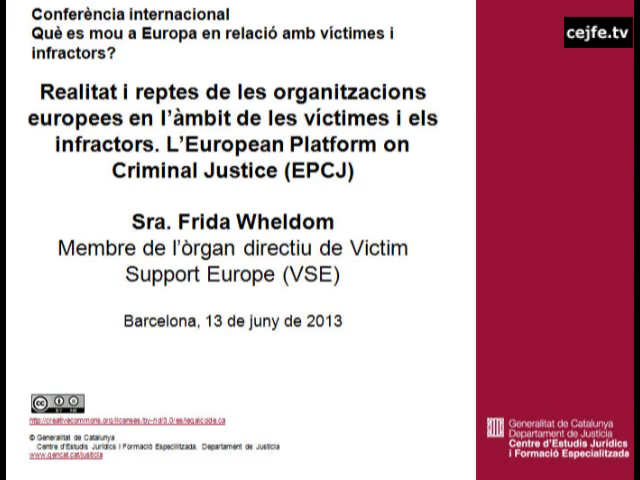 Conferència internacional
Què es mou a Europa en relació amb víctimes i
infractors?
cejfe.tv
Realitat i reptes de les organitzacions
europees en l'àmbit de les víctimes i els
infractors. L'European Platform on
Criminal Justice (EPCJ)
Sra. Frida Wheldom
Membre de l'òrgan directiu de Victim
Support Europe (VSE)
Barcelona, 13 de juny de 2013
cc
BY ND
http://creativecommons.org/licenses/by-nd/3.0/es/legalcode.ca
© Generalitat de Catalunya
Centre d'Estudis Jurídics i Formació Especialitzada. Departament de Justícia
www.gencat.cat/justicia
Generalitat de Catalunya
Departament de Justícia
Centre d'Estudis Jurídics
i Formació Especialitzada